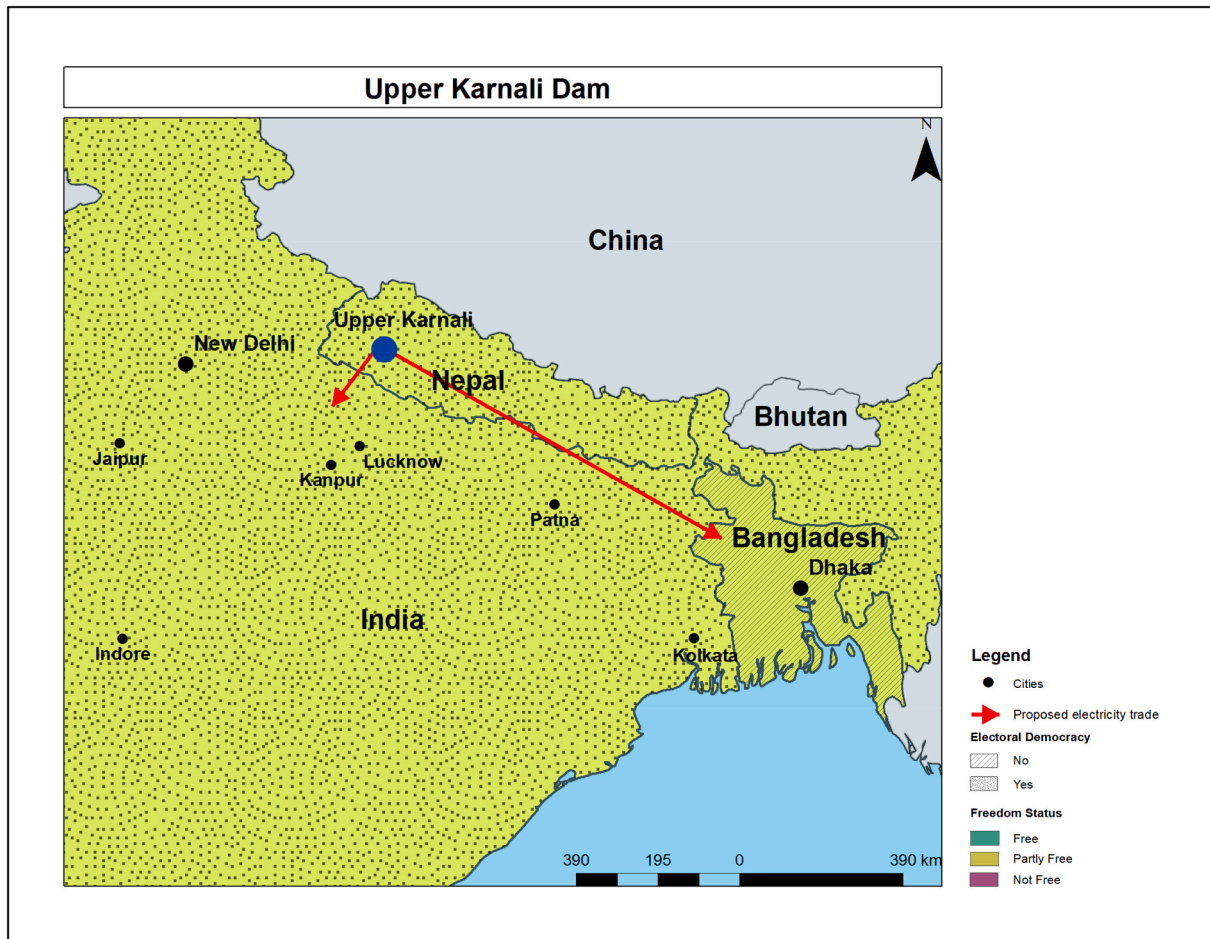 Upper Karnali Dam
N
China
Upper Karnali
New Delhi
Nepal
Bhutan
Jaipur
Lucknow
Kanpur
Patna
Bangladesh
Dhaka
India
Indore
Kolkata
390 195 0 390 km
Legend
Cities
Proposed electricity trade
Electoral Democracy
No
Yes
Freedom Status
Free
Partly Free
Not Free